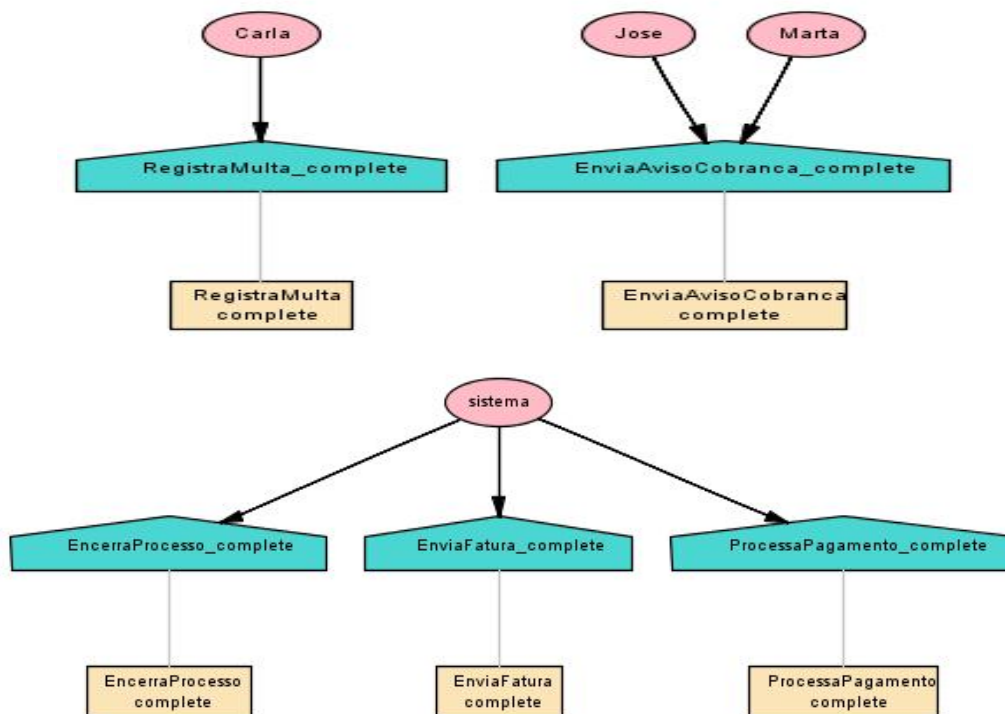 Carla
Jose
Marta
RegistraMulta_complete
EnviaAvisoCobranca_complete
RegistraMulta
complete
EnviaAvisoCobranca
complete
sistema
EncerraProcesso_complete
EnviaFatura_complete
ProcessaPagamento_complete
EncerraProcesso
complete
EnviaFatura
complete
ProcessaPagamento
complete